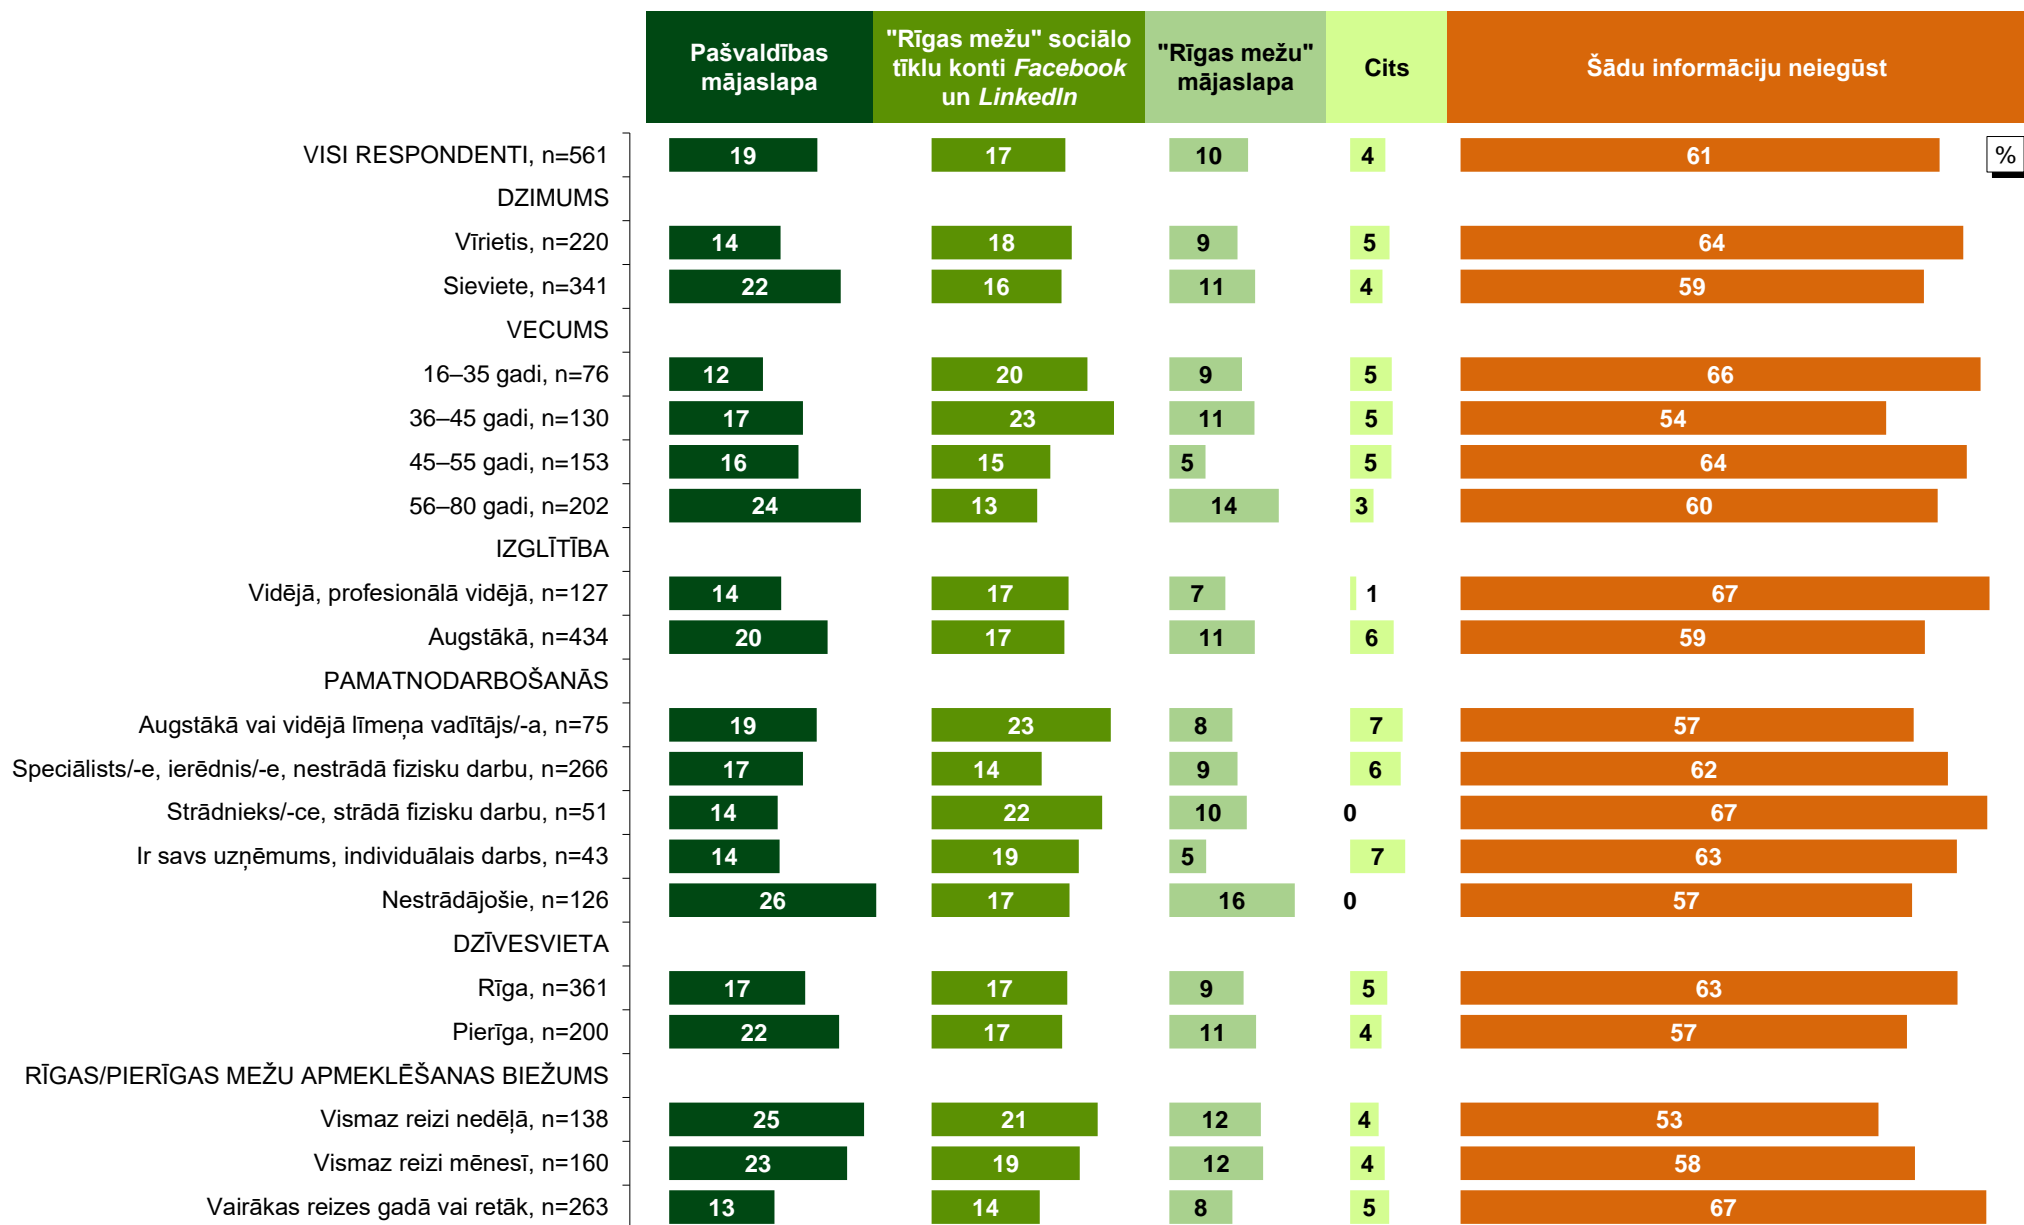 Pašvaldības mājaslapa
"Rīgas mežu" sociālo tīklu konti Facebook un LinkedIn
"Rīgas mežu" mājaslapa
Cits
Šādu informāciju neiegūst
%
VISI RESPONDENTI, n=561 19 17 10 4 61
DZIMUMS
Vīrietis, n=220 14 18 9 5 64
Sieviete, n=341 22 16 11 4 59
VECUMS
16–35 gadi, n=76 12 20 9 5 66
36–45 gadi, n=130 17 23 11 5 54
45–55 gadi, n=153 16 15 5 5 64
56–80 gadi, n=202 24 13 14 3 60
IZGLĪTĪBA
Vidējā, profesionālā vidējā, n=127 14 17 7 1 67
Augstākā, n=434 20 17 11 6 59
PAMATNODARBOŠANĀS
Augstākā vai vidējā līmeņa vadītājs/-a, n=75 19 23 8 7 57
Speciālists/-e, ierēdnis/-e, nestrādā fizisku darbu, n=266 17 14 9 6 62
Strādnieks/-ce, strādā fizisku darbu, n=51 14 22 10 0 67
Ir savs uzņēmums, individuālais darbs, n=43 14 19 5 7 63
Nestrādājošie, n=126 26 17 16 0 57
DZĪVESVIETA
Rīga, n=361 17 17 9 5 63
Pierīga, n=200 22 17 11 4 57
RĪGAS/PIERĪGAS MEŽU APMEKLĒŠANAS BIEŽUMS
Vismaz reizi nedēļā, n=138 25 21 12 4 53
Vismaz reizi mēnesī, n=160 23 19 12 4 58
Vairākas reizes gadā vai retāk, n=263 13 14 8 5 67